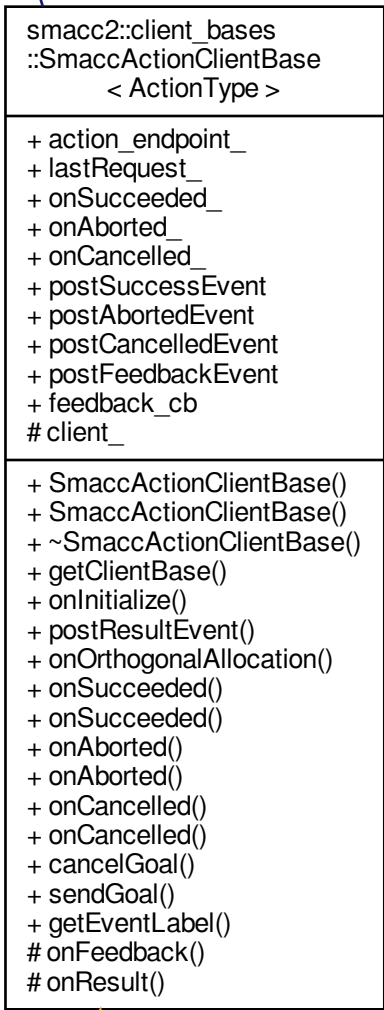 smacc2::client_bases
::SmaccActionClientBase
< ActionType >
+ action_endpoint_
+ lastRequest_
+ onSucceeded_
+ onAborted_
+ onCancelled_
+ postSuccessEvent
+ postAbortedEvent
+ postCancelledEvent
+ postFeedbackEvent
+ feedback_cb
# client_
+ SmaccActionClientBase()
+ SmaccActionClientBase()
+ ~SmaccActionClientBase()
+ getClientBase()
+ onInitialize()
+ postResultEvent()
+ onOrthogonalAllocation()
+ onSucceeded()
+ onSucceeded()
+ onAborted()
+ onAborted()
+ onCancelled()
+ onCancelled()
+ cancelGoal()
+ sendGoal()
+ getEventLabel()
# onFeedback()
# onResult()